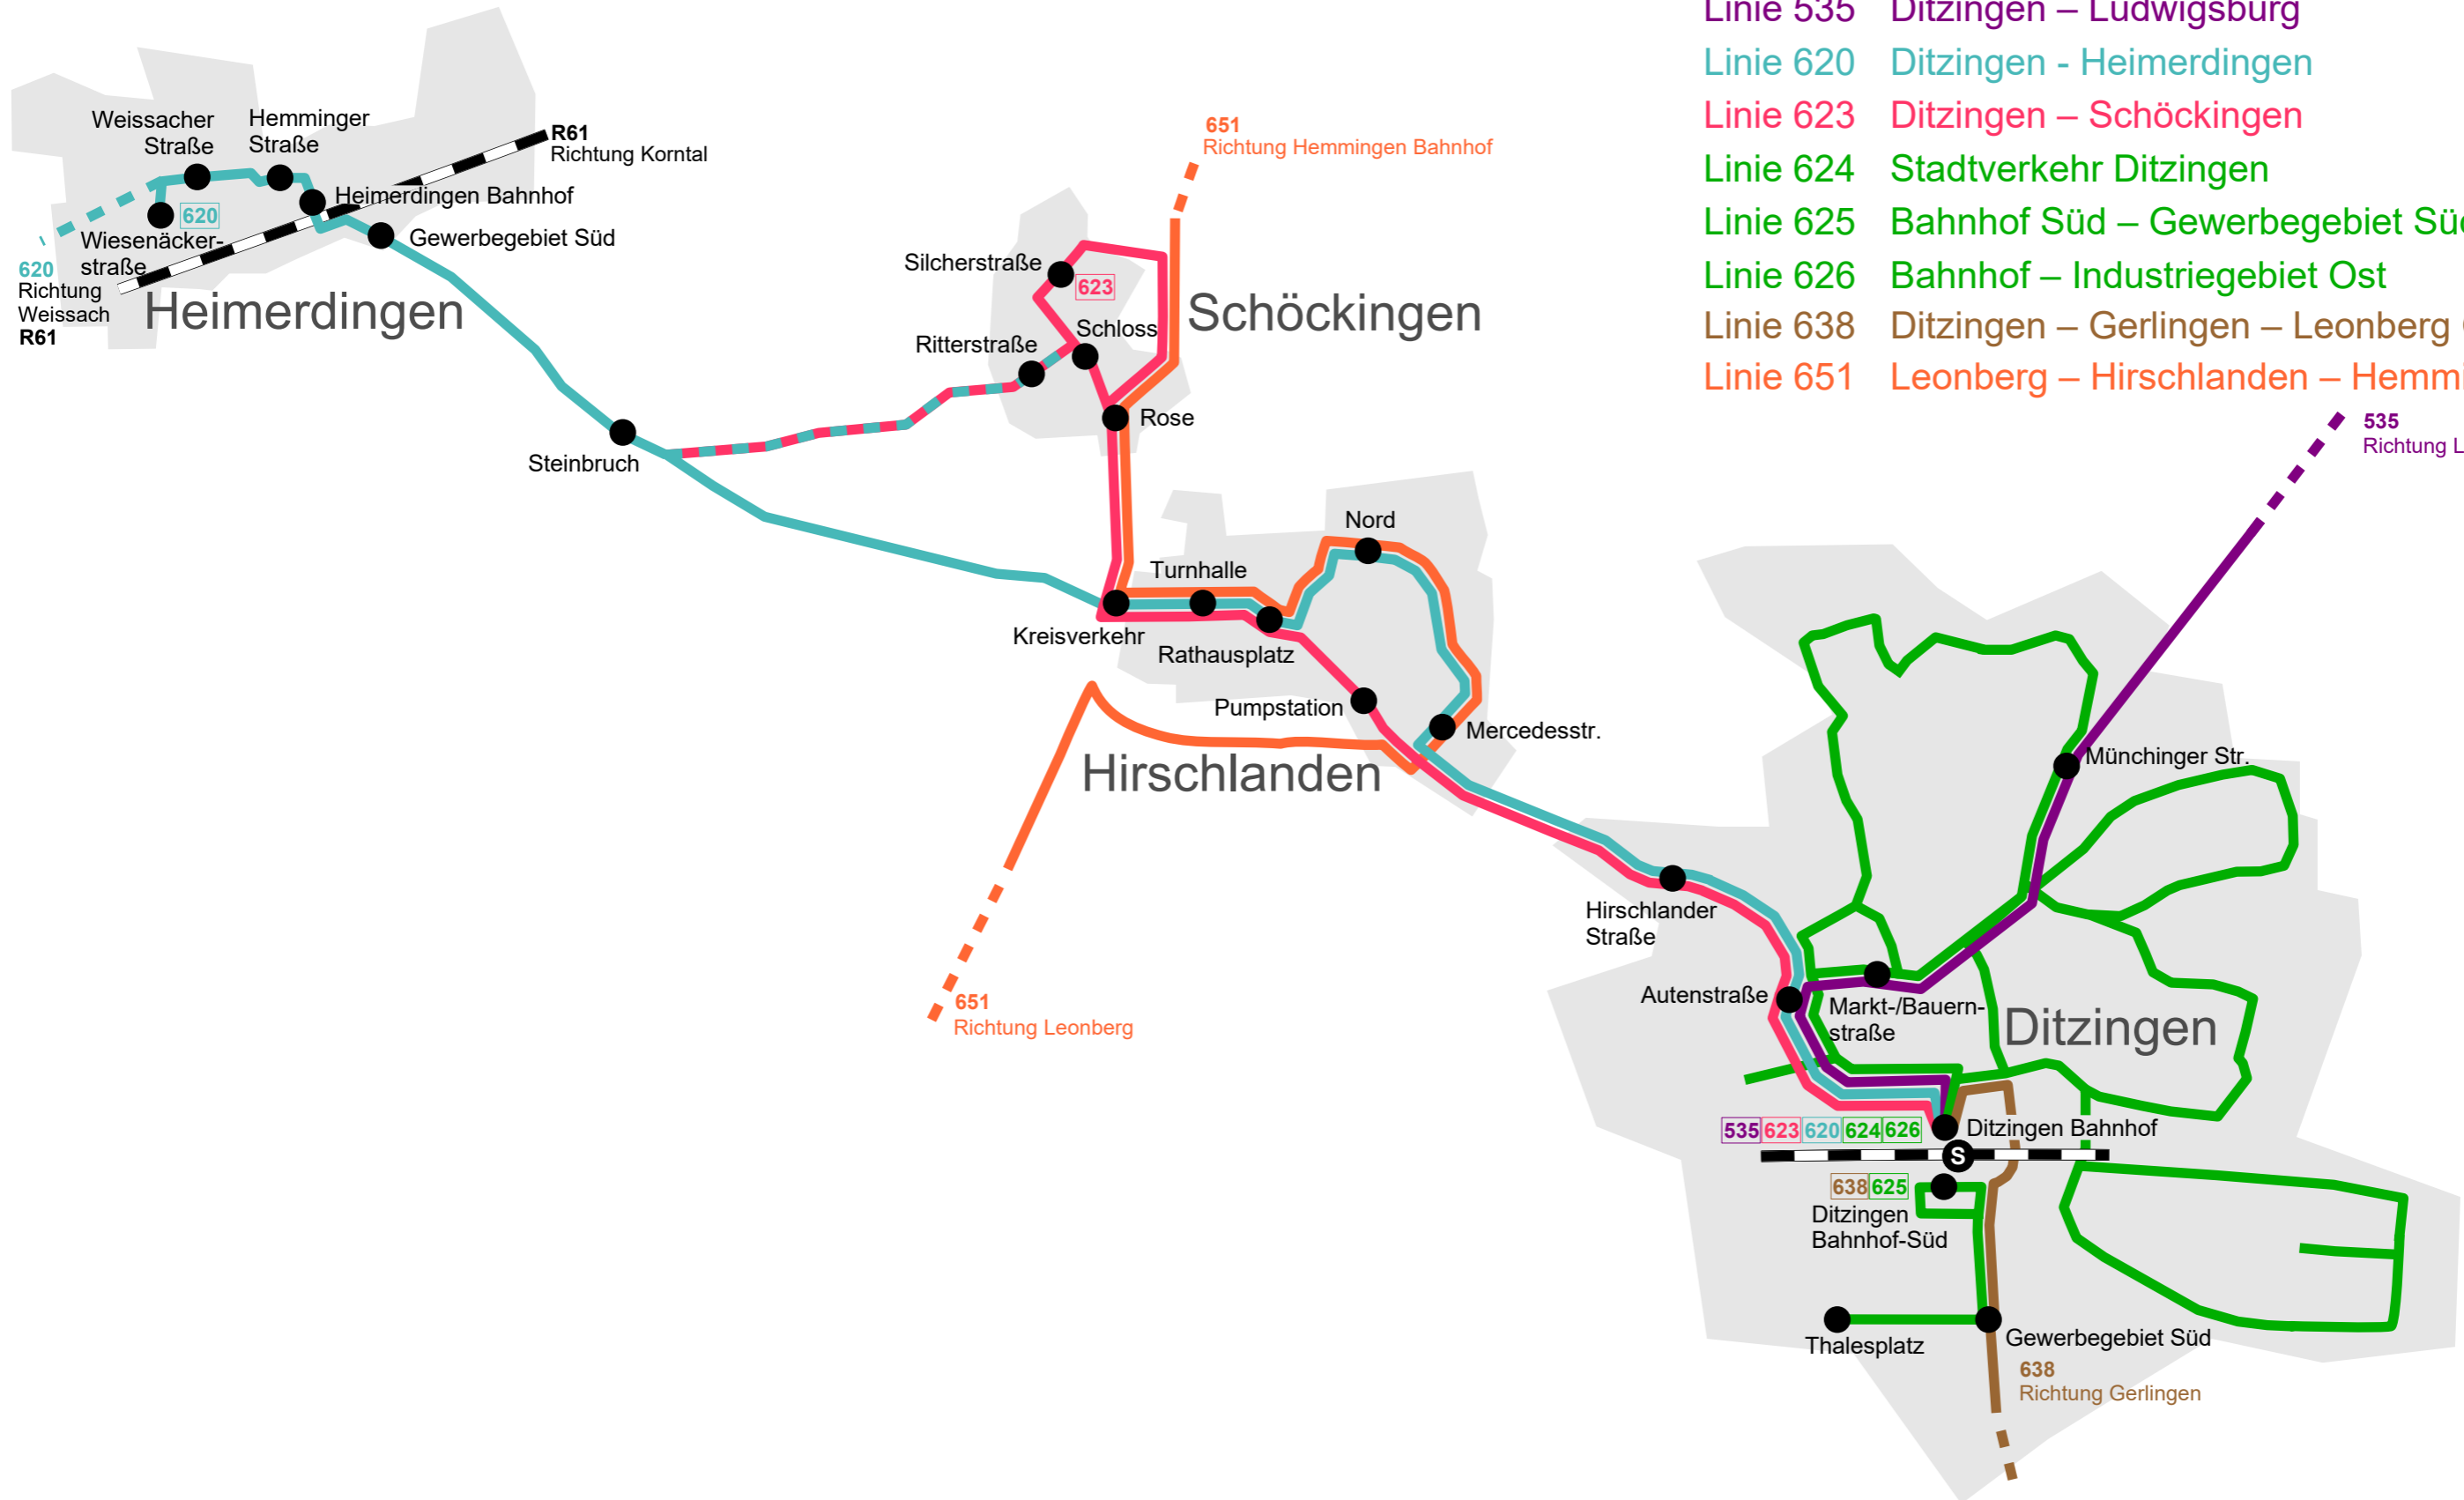 Linie 535 Ditzingen – Ludwigsburg
Linie 620 Ditzingen - Heimerdingen
Linie 623 Ditzingen – Schöckingen
Linie 624 Stadtverkehr Ditzingen
Linie 625 Bahnhof Süd – Gewerbegebiet
Linie 626 Bahnhof – Industriegebiet Ost
Linie 638 Ditzingen – Gerlingen – Leonberg
Linie 651 Leonberg – Hirschlanden –
Weissacher
Straße
Hemminger
Straße
R61
Richtung Korntal
Heimerdingen Bahnhof
620
Wiesenäcker-
straße
Gewerbegebiet Süd
620
Richtung
Weissach
R61
Heimerdingen
651
Richtung Hemmingen Bahnhof
Silcherstraße
623
Schöckingen
Schloss
Ritterstraße
Rose
Steinbruch
535
Richtung
Nord
Turnhalle
Kreisverkehr
Rathausplatz
Pumpstation
Mercedesstr.
Hirschlanden
Münchinger Str.
Hirschlander
Straße
Autenstraße
Markt-/Bauern-
straße
Ditzingen
651
Richtung Leonberg
535 623 620 624 626
Ditzingen Bahnhof
S
638 625
Ditzingen
Bahnhof-Süd
Thalesplatz
Gewerbegebiet Süd
638
Richtung Gerlingen